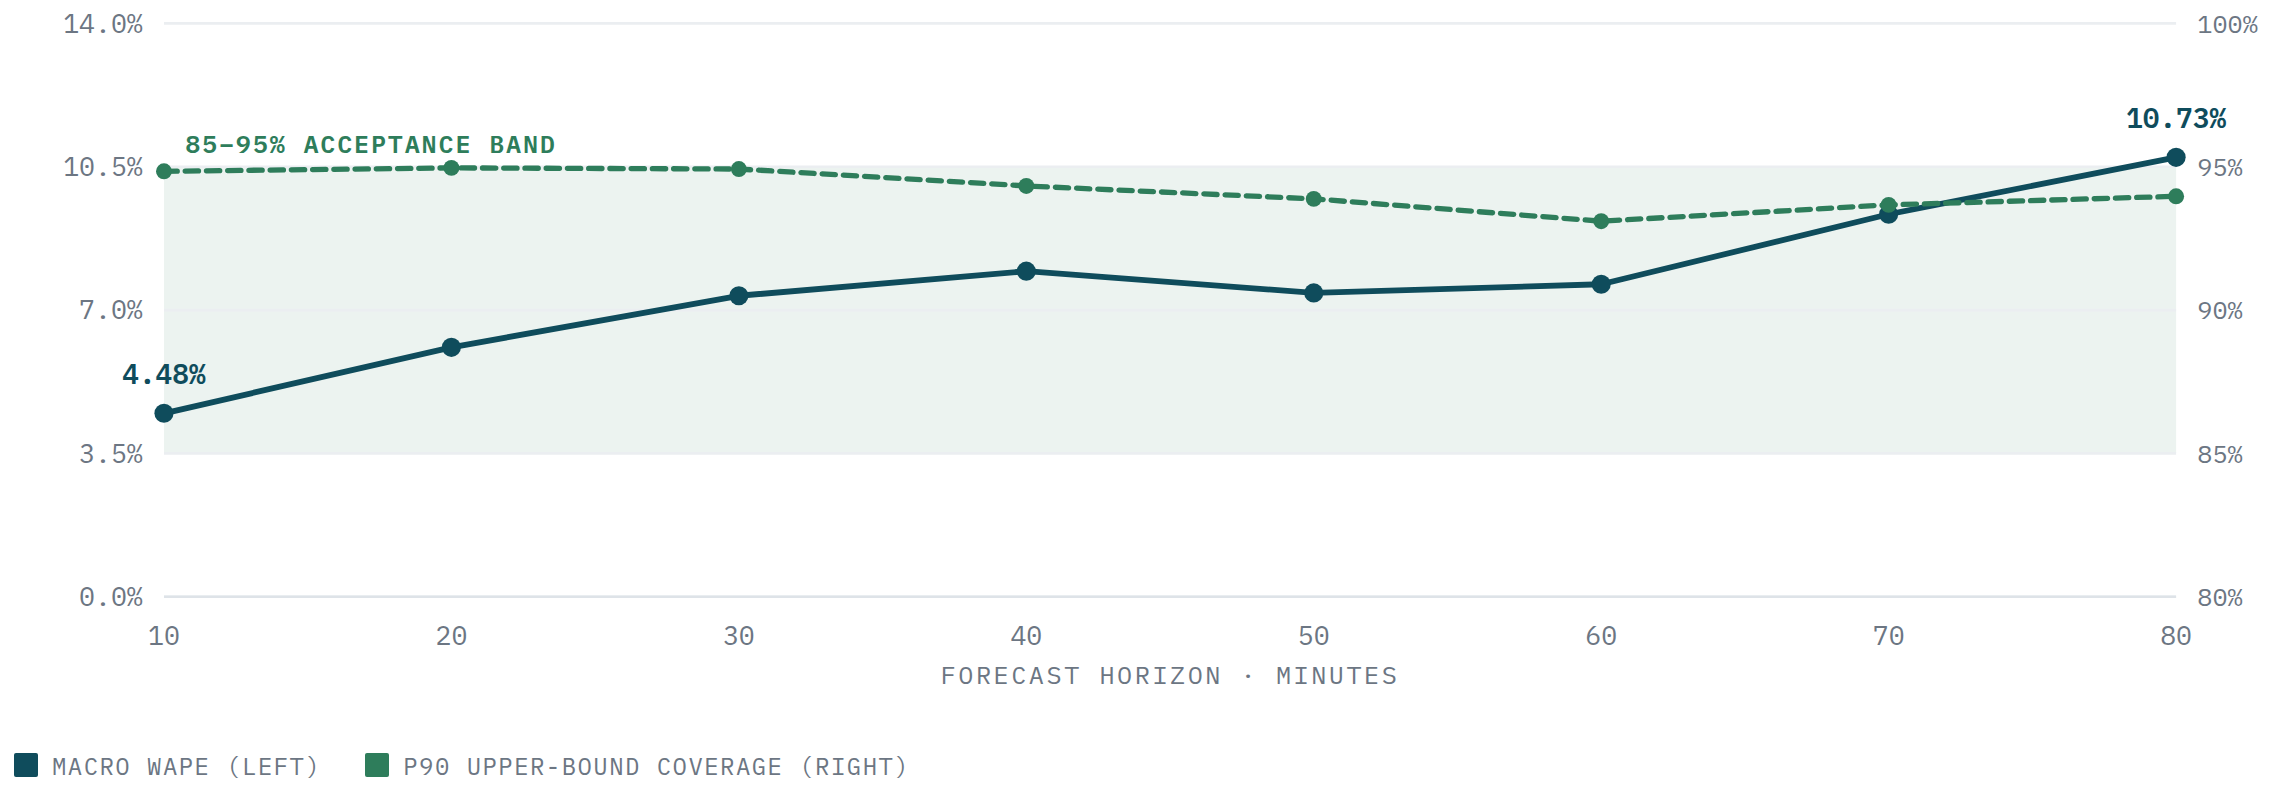 14.0% 100%
10.73%
85–95% ACCEPTANCE BAND
10.5% 95%
7.0% 90%
4.48%
3.5% 85%
0.0% 80%
10 20 30 40 50 60 70 80
FORECAST HORIZON · MINUTES
MACRO WAPE (LEFT) P90 UPPER-BOUND COVERAGE (RIGHT)